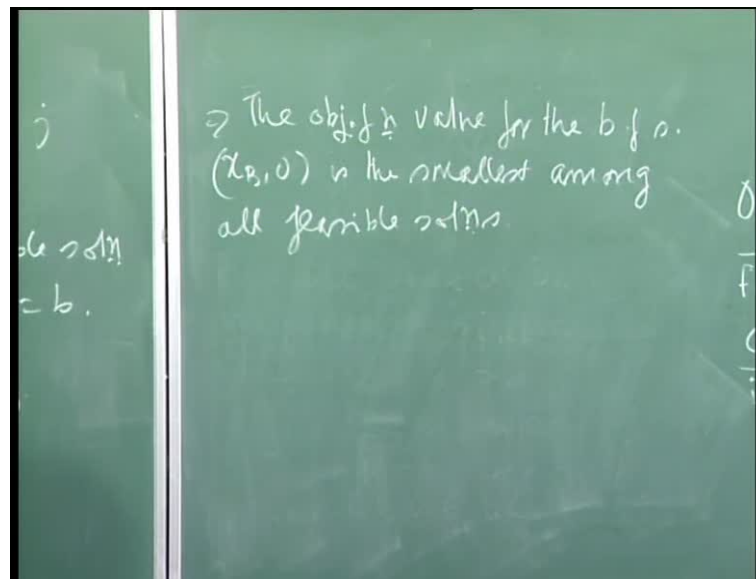 j
ble soln
= b.
⇒ The obj. fn value for the b f s.
(x_B, 0) is the smallest among
all feasible solns